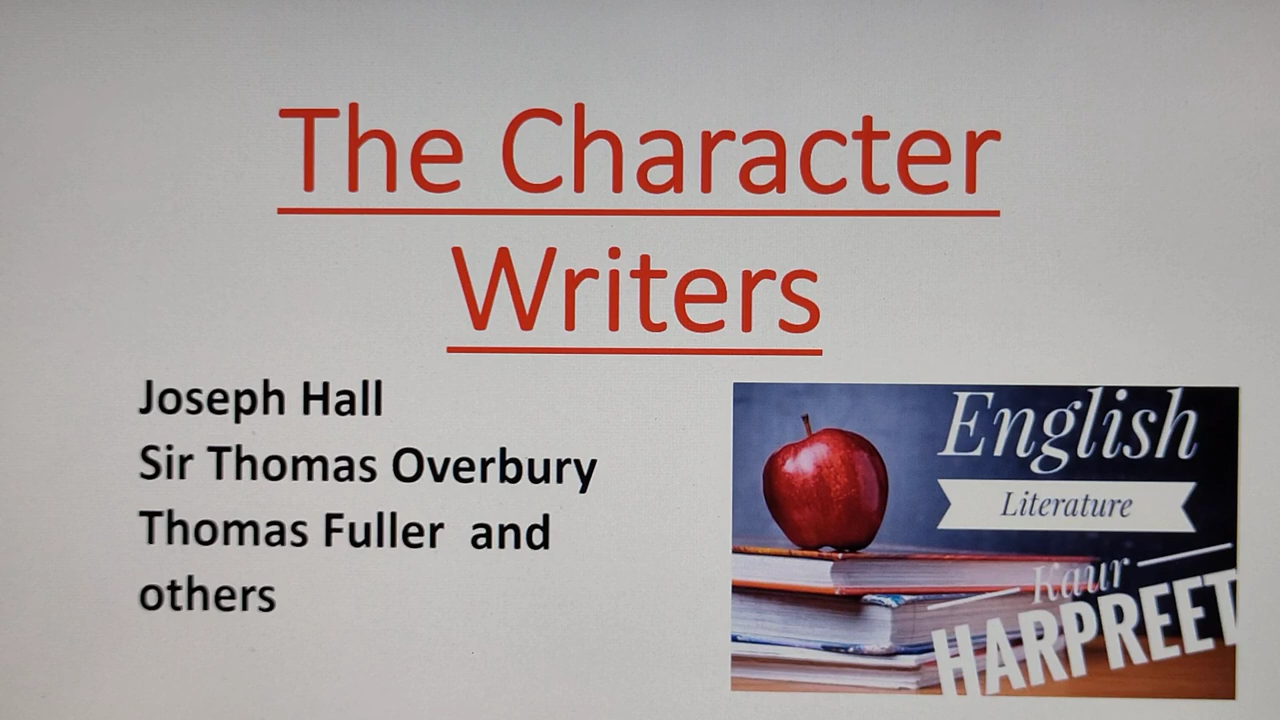 The Character
Writers
Joseph Hall
Sir Thomas Overbury
Thomas Fuller and
others
English
Literature
Kaur
HARPREET